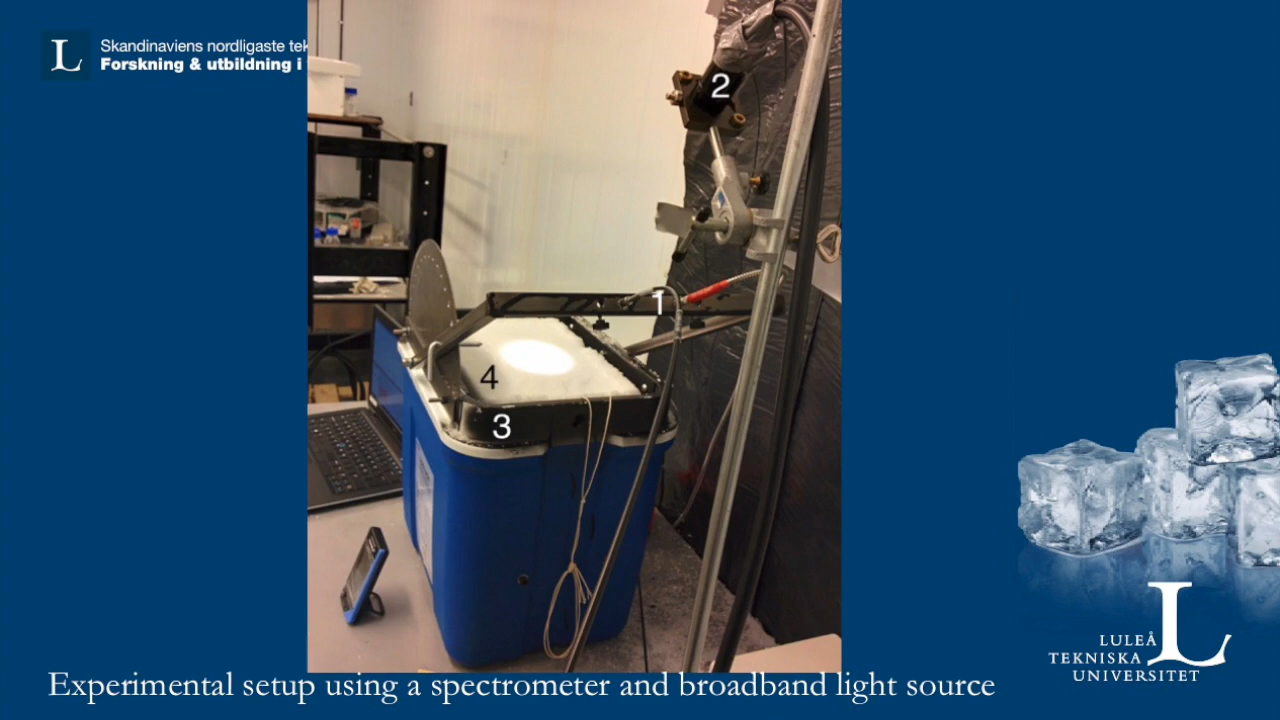 L
Skandinaviens nordligaste tek
Forskning & utbildning i
2
1
4
3
L
LULEÅ
TEKNISKA
UNIVERSITET
Experimental setup using a spectrometer and broadband light source